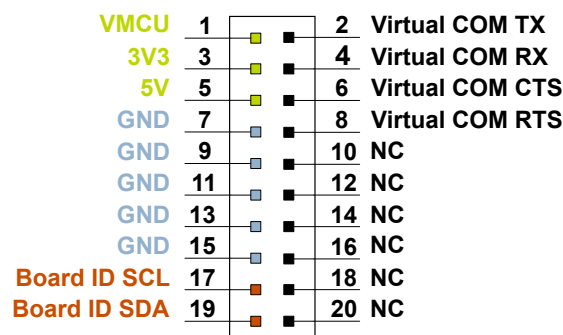 VMCU 1 2 Virtual COM TX
3V3 3 4 Virtual COM RX
5V 5 6 Virtual COM CTS
GND 7 8 Virtual COM RTS
GND 9 10 NC
GND 11 12 NC
GND 13 14 NC
GND 15 16 NC
Board ID SCL 17 18 NC
Board ID SDA 19 20 NC